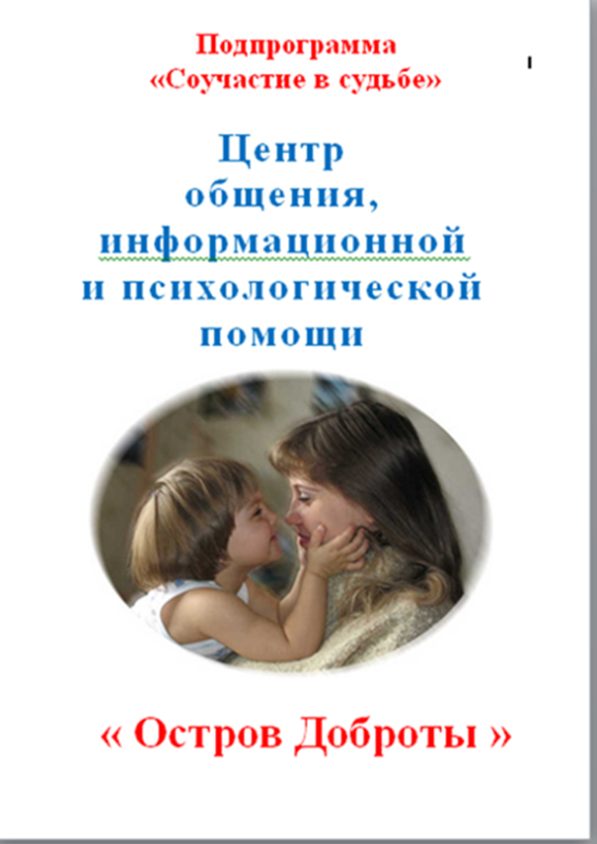 Подпрограмма
«Соучастие в судьбе»
Центр
общения,
информационной
и психологической
помощи
« Остров Доброты »